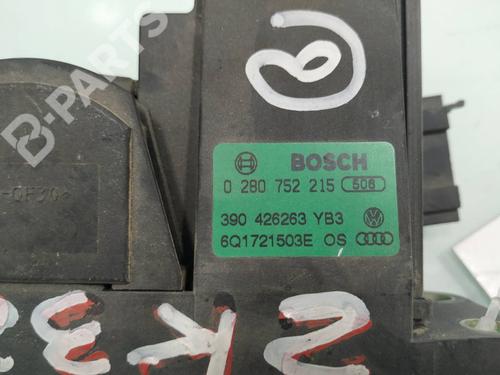 B-PARTS
BOSCH
0 280 752 215 506
390 426263 YB3
6Q1721503E OS